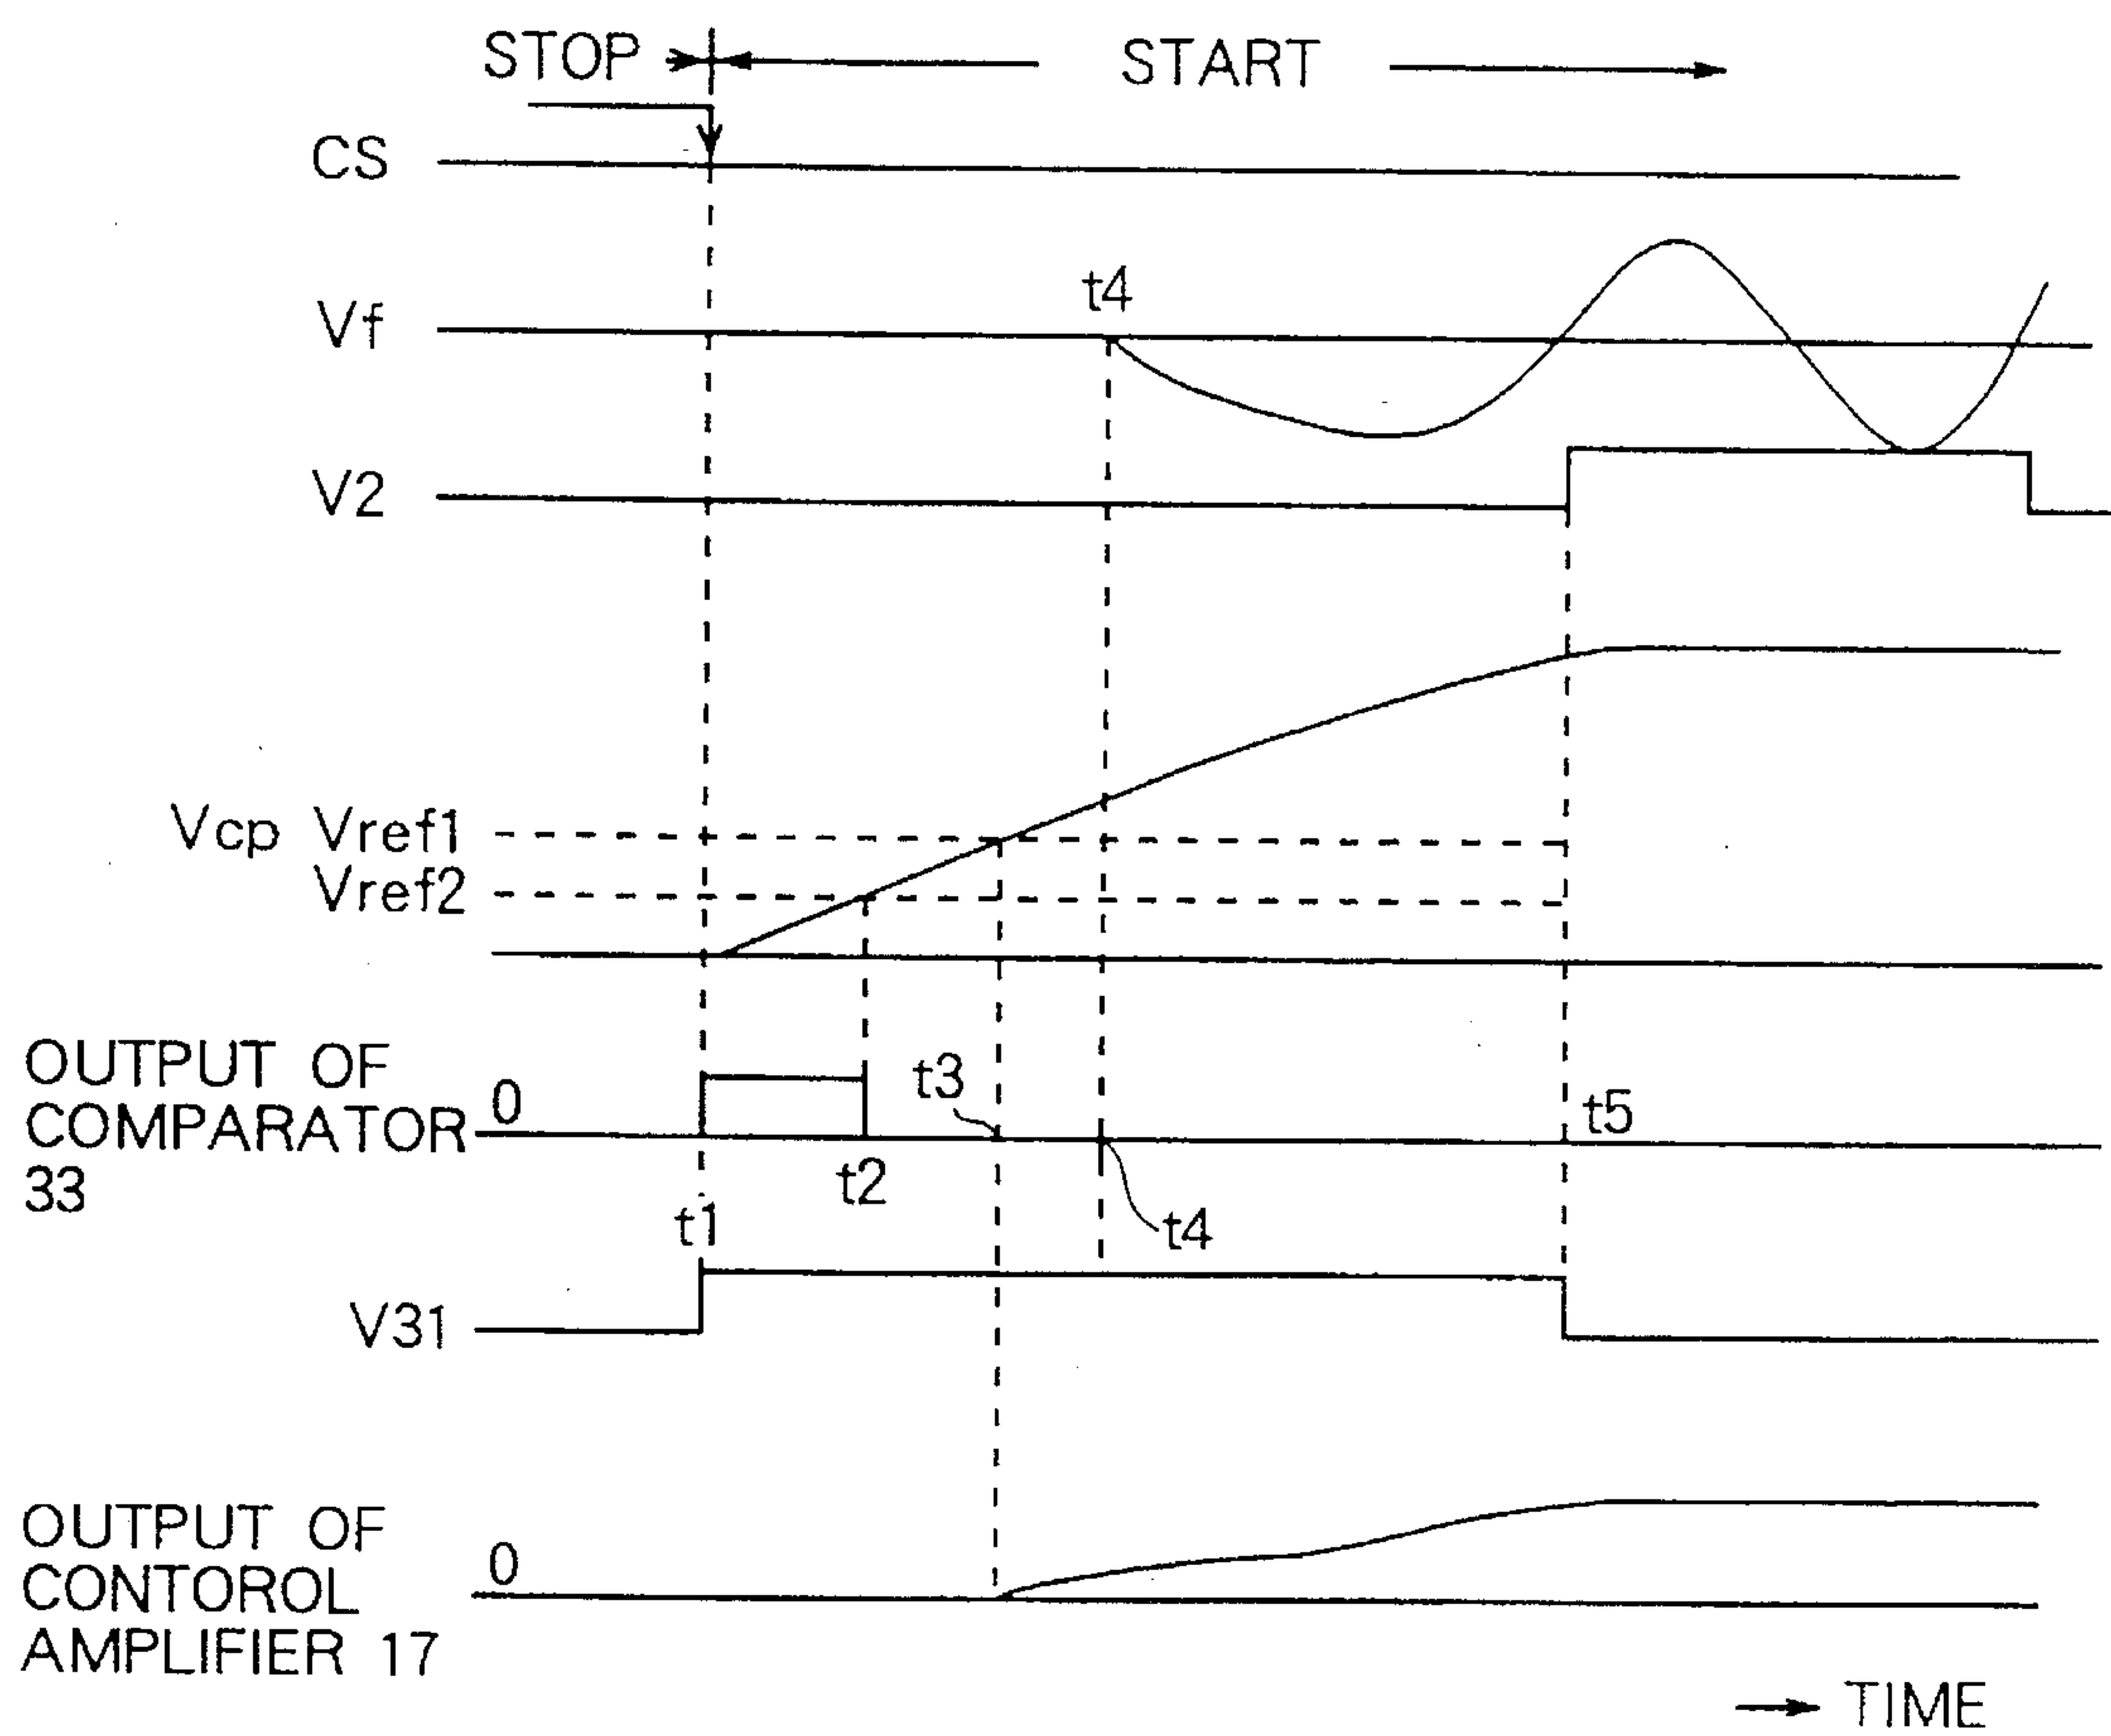 STOP START
CS
t4
Vf
V2
Vcp Vref1
Vref2
OUTPUT OF
COMPARATOR
33
0
t3
t5
t2
t1
t4
V31
OUTPUT OF
CONTOROL
AMPLIFIER 17
0
TIME